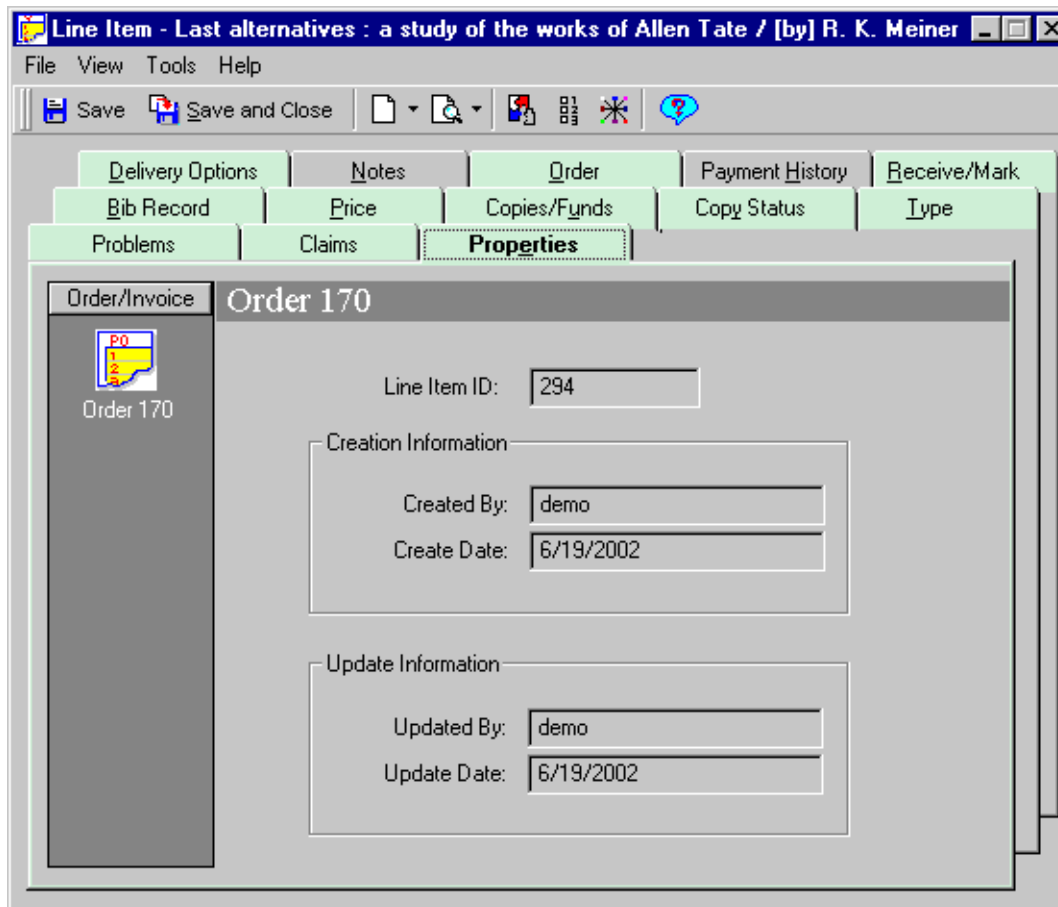 Line Item - Last alternatives : a study of the works of Allen Tate / [by] R. K. Meiner
File View Tools Help
Save Save and Close
Delivery Options Notes Order Payment History Receive/Mark
Bib Record Price Copies/Funds Copy Status Type
Problems Claims Properties
Order/Invoice Order 170
PO
1
2
Order 170
Line Item ID: 294
Creation Information
Created By: demo
Create Date: 6/19/2002
Update Information
Updated By: demo
Update Date: 6/19/2002